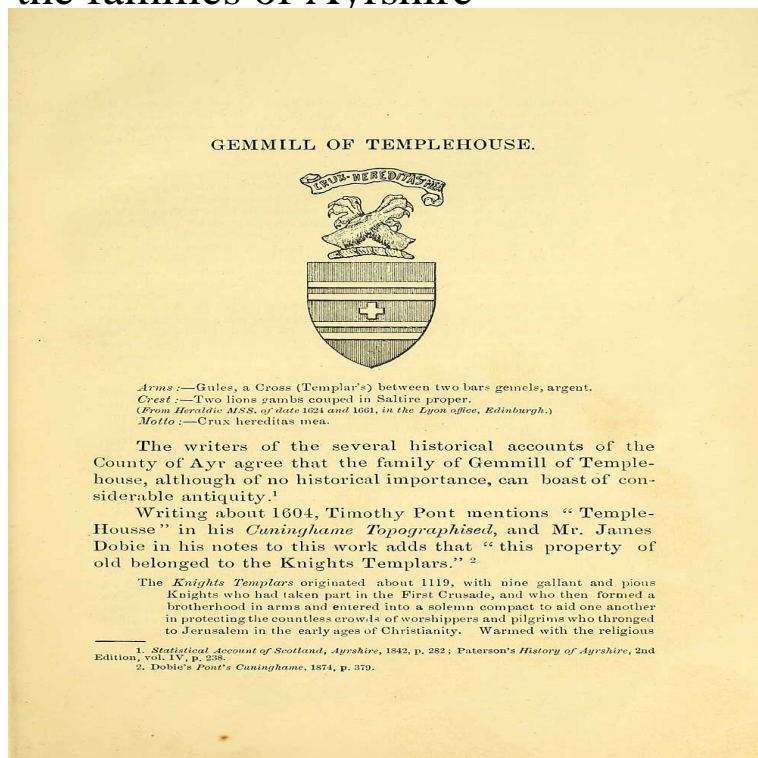 the families of Ayrshire
GEMMILL OF TEMPLEHOUSE.
CRUX-HEREDITAS MEA
Arms :—Gules, a Cross (Templar's) between two bars gemels, argent.
Crest :—Two lions gambs couped in Saltire proper.
(From Heraldic MSS. of date 1624 and 1661, in the Lyon office, Edinburgh.)
Motto :—Crux hereditas mea.
The writers of the several historical accounts of the
County of Ayr agree that the family of Gemmill of Temple-
house, although of no historical importance, can boast of con-
siderable antiquity.¹
Writing about 1604, Timothy Pont mentions “ Temple-
Housse ” in his Cuninghame Topographised, and Mr. James
Dobie in his notes to this work adds that “ this property of
old belonged to the Knights Templars.” ²
The Knights Templars originated about 1119, with nine gallant and pious
Knights who had taken part in the First Crusade, and who then formed a
brotherhood in arms and entered into a solemn compact to aid one another
in protecting the countless crowds of worshippers and pilgrims who thronged
to Jerusalem in the early ages of Christianity. Warmed with the religious
1. Statistical Account of Scotland, Ayrshire, 1842, p. 282 ; Paterson's History of Ayrshire, 2nd
Edition, vol. IV, p. 238.
2. Dobie's Pont's Cuninghame, 1874, p. 379.